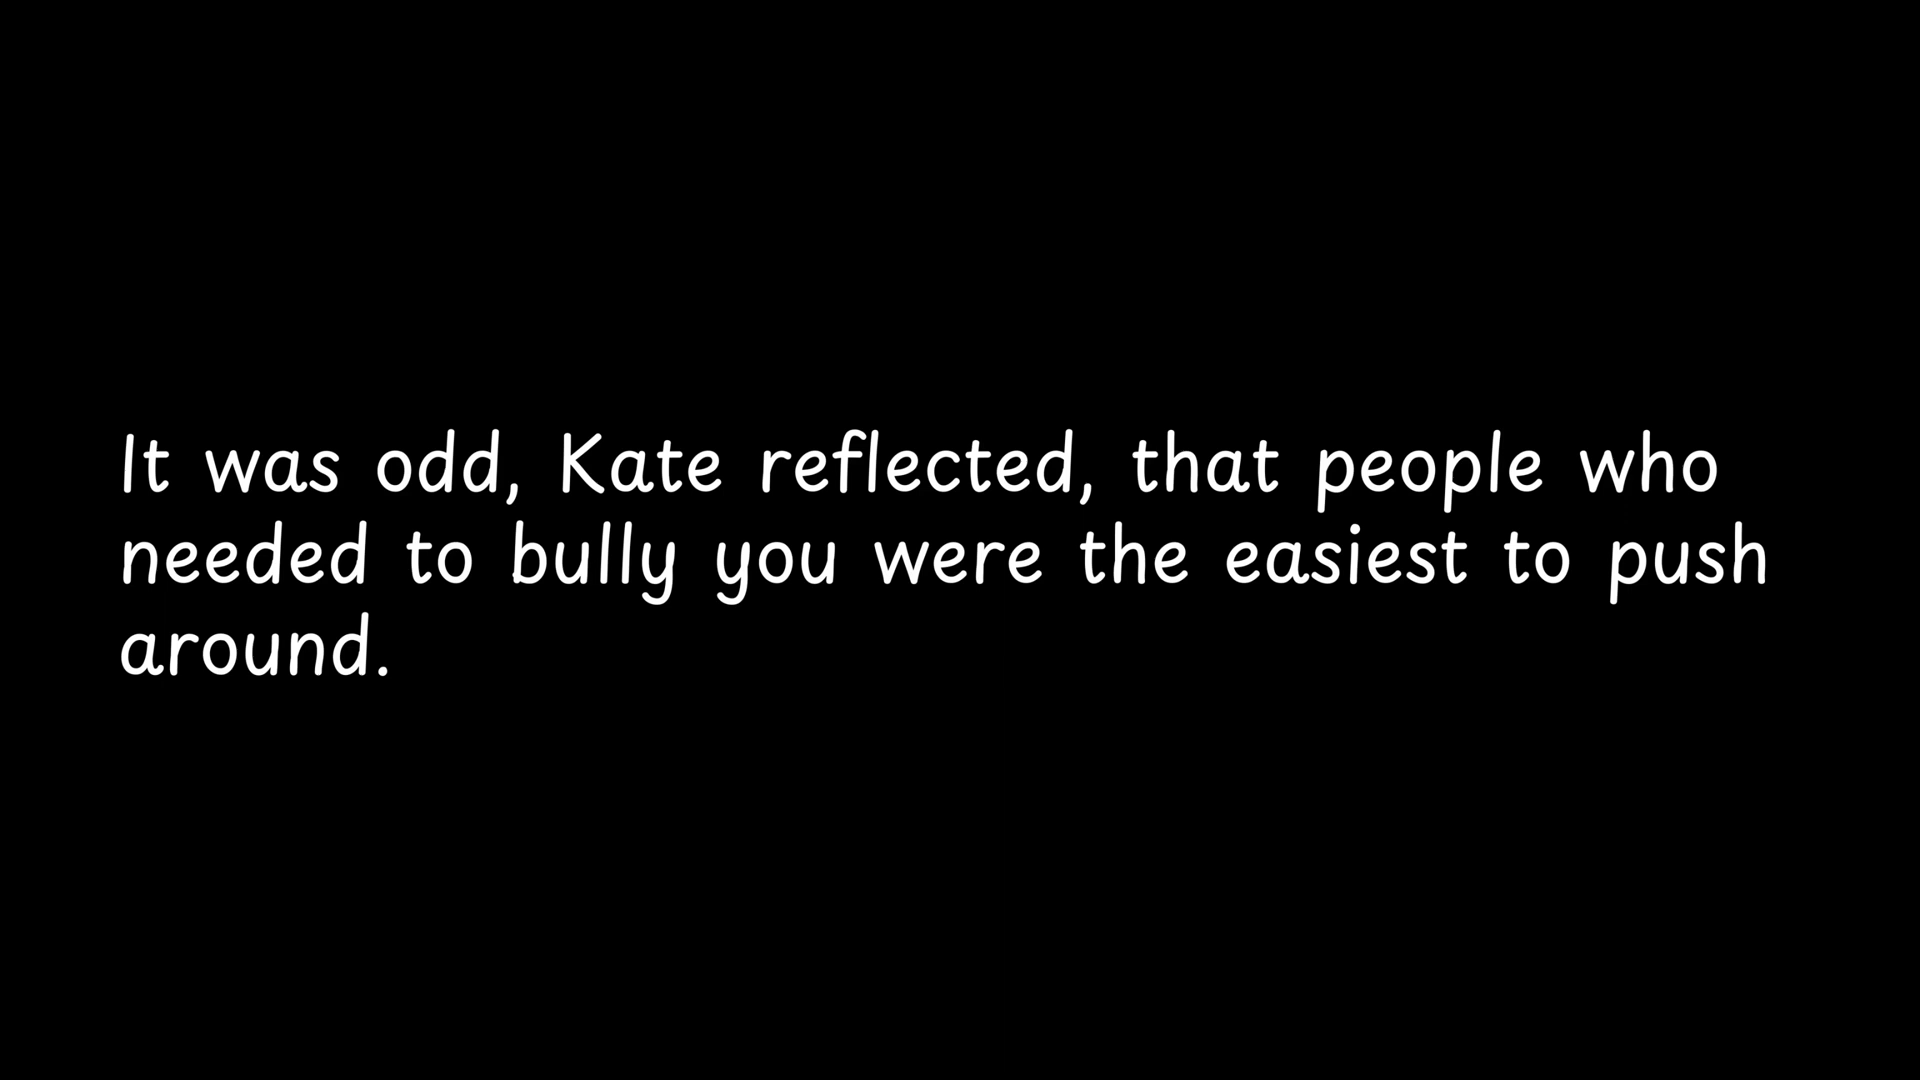 It was odd, Kate reflected, that people who
needed to bully you were the easiest to push
around.